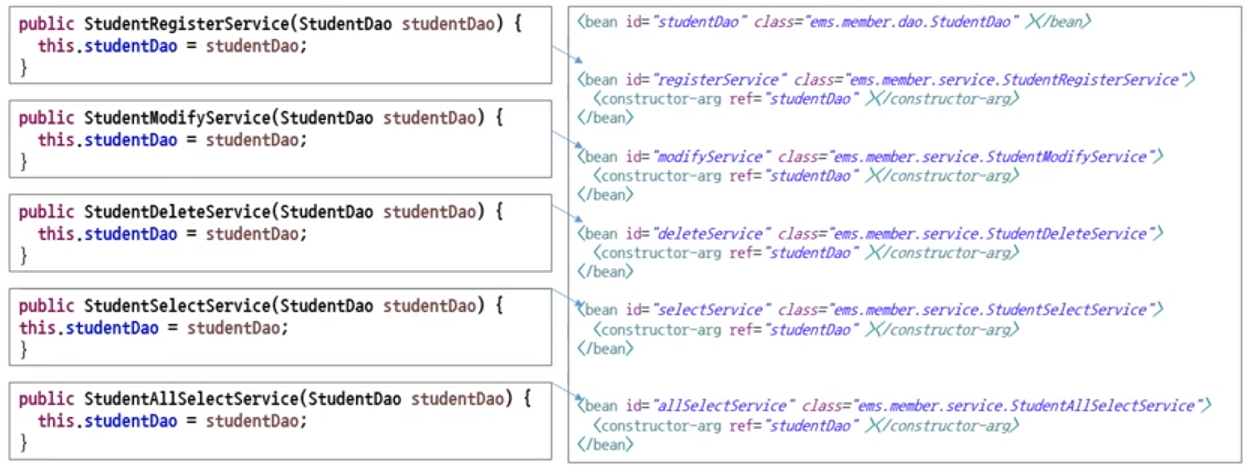 public StudentRegisterService(StudentDao studentDao) {
this.studentDao = studentDao;
}
public StudentModifyService(StudentDao studentDao) {
this.studentDao = studentDao;
}
public StudentDeleteService(StudentDao studentDao) {
this.studentDao = studentDao;
}
public StudentSelectService(StudentDao studentDao) {
this.studentDao = studentDao;
}
public StudentAllSelectService(StudentDao studentDao) {
this.studentDao = studentDao;
}
<bean id="studentDao" class="ems.member.dao.StudentDao" ></bean>
<bean id="registerService" class="ems.member.service.StudentRegisterService">
<constructor-arg ref="studentDao" ></constructor-arg>
</bean>
<bean id="modifyService" class="ems.member.service.StudentModifyService">
<constructor-arg ref="studentDao" ></constructor-arg>
</bean>
<bean id="deleteService" class="ems.member.service.StudentDeleteService">
<constructor-arg ref="studentDao" ></constructor-arg>
</bean>
<bean id="selectService" class="ems.member.service.StudentSelectService">
<constructor-arg ref="studentDao" ></constructor-arg>
</bean>
<bean id="allSelectService" class="ems.member.service.StudentAllSelectService">
<constructor-arg ref="studentDao" ></constructor-arg>
</bean>